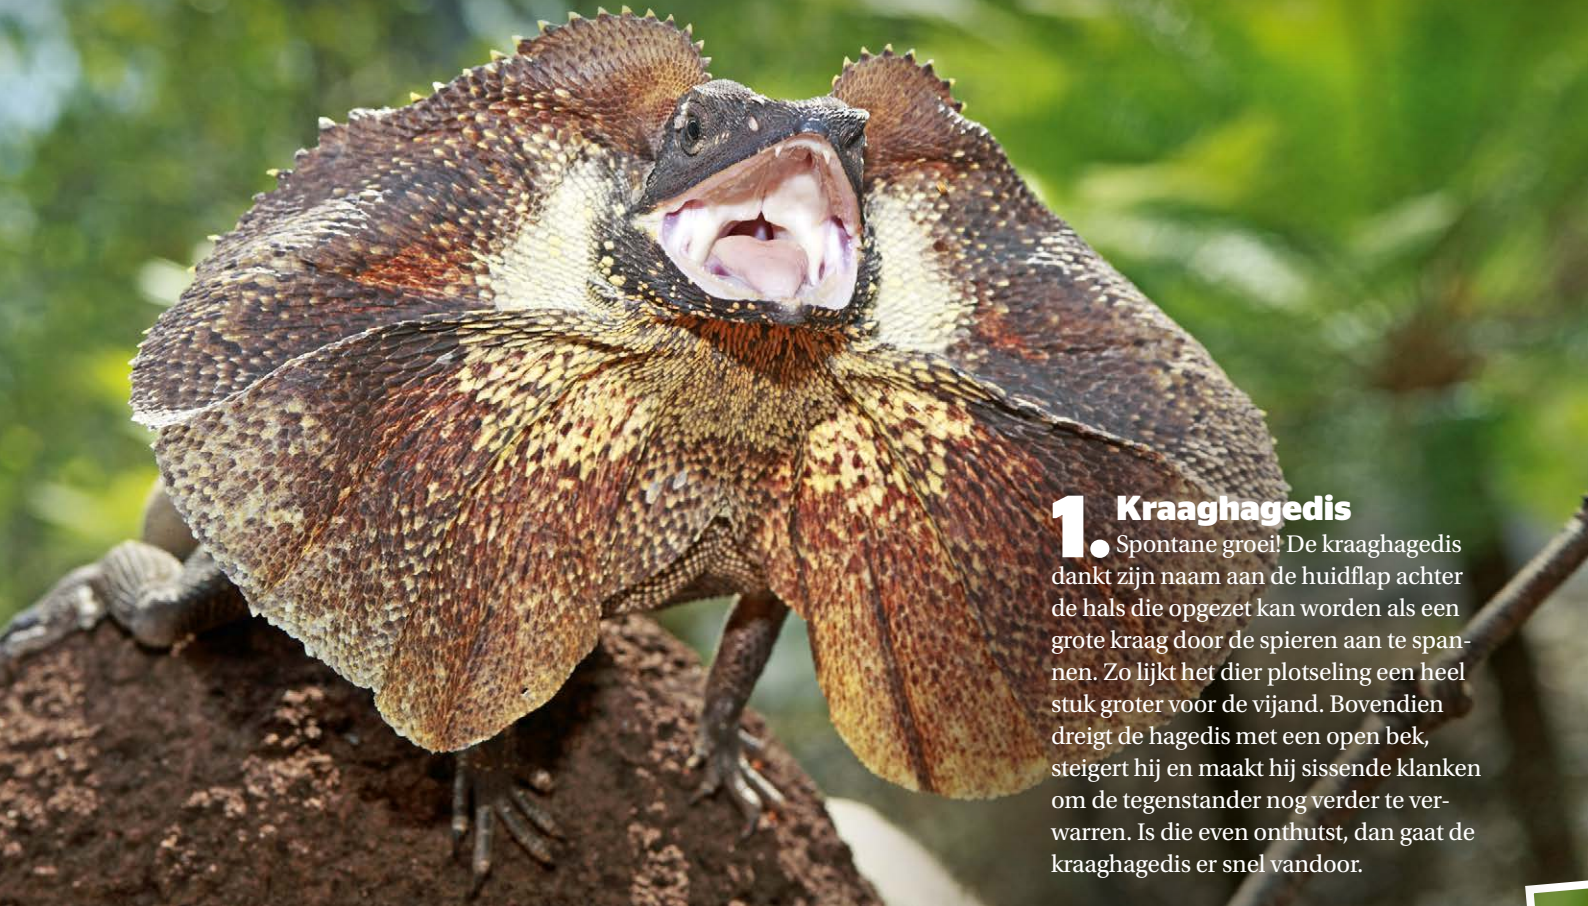 1. Kraaghagedis
Spontane groei! De kraaghagedis
dankt zijn naam aan de huidflap achter
de hals die opgezet kan worden als een
grote kraag door de spieren aan te span-
nen. Zo lijkt het dier plotseling een heel
stuk groter voor de vijand. Bovendien
dreigt de hagedis met een open bek,
steigert hij en maakt hij sissende klanken
om de tegenstander nog verder te ver-
warren. Is die even onthutst, dan gaat de
kraaghagedis er snel vandoor.